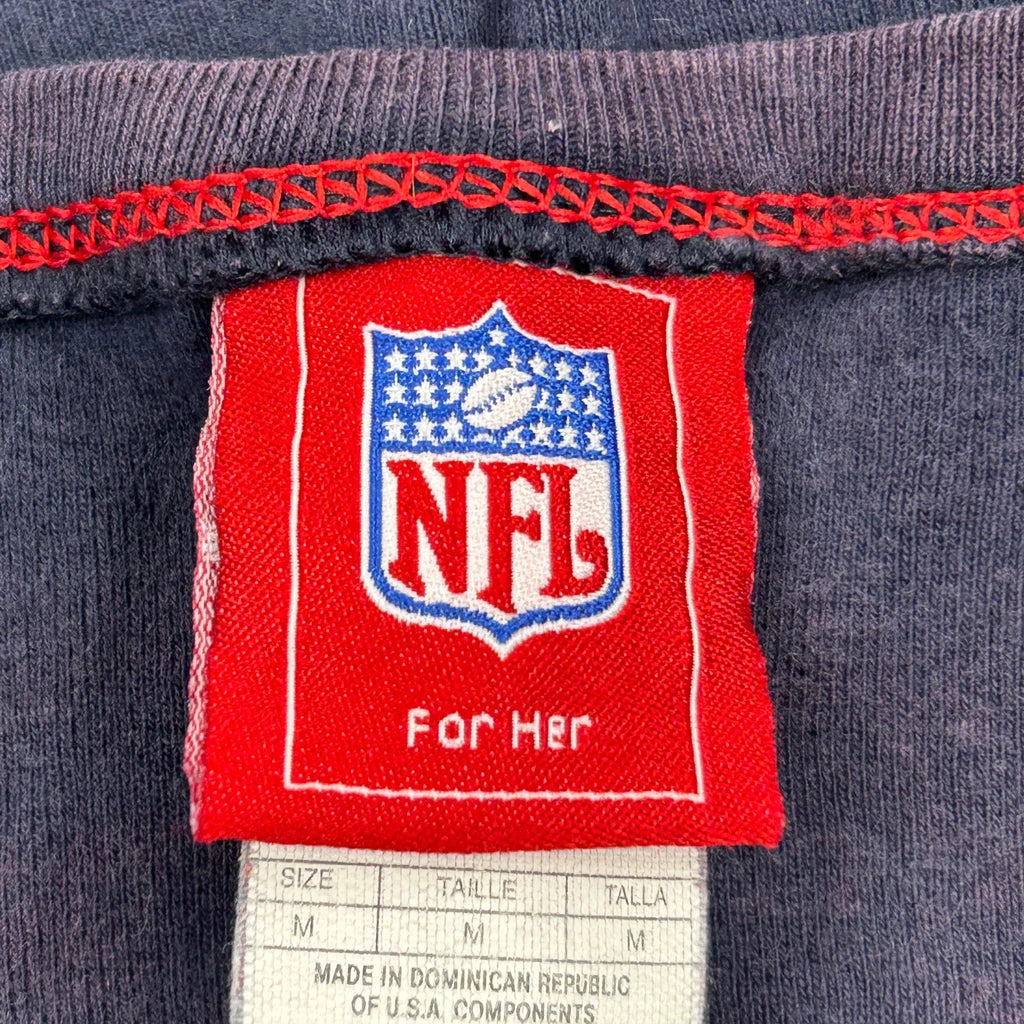 NFL
For Her
SIZE TAILLE TALLA
M M M
MADE IN DOMINICAN REPUBLIC
OF U.S.A. COMPONENTS